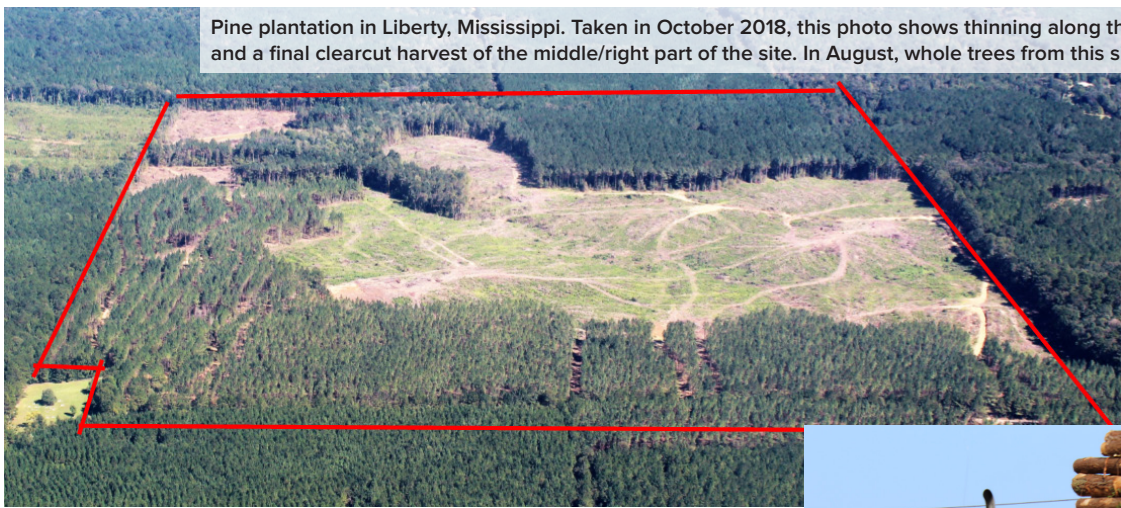 Pine plantation in Liberty, Mississippi. Taken in October 2018, this photo shows thinning along th
and a final clearcut harvest of the middle/right part of the site. In August, whole trees from this s